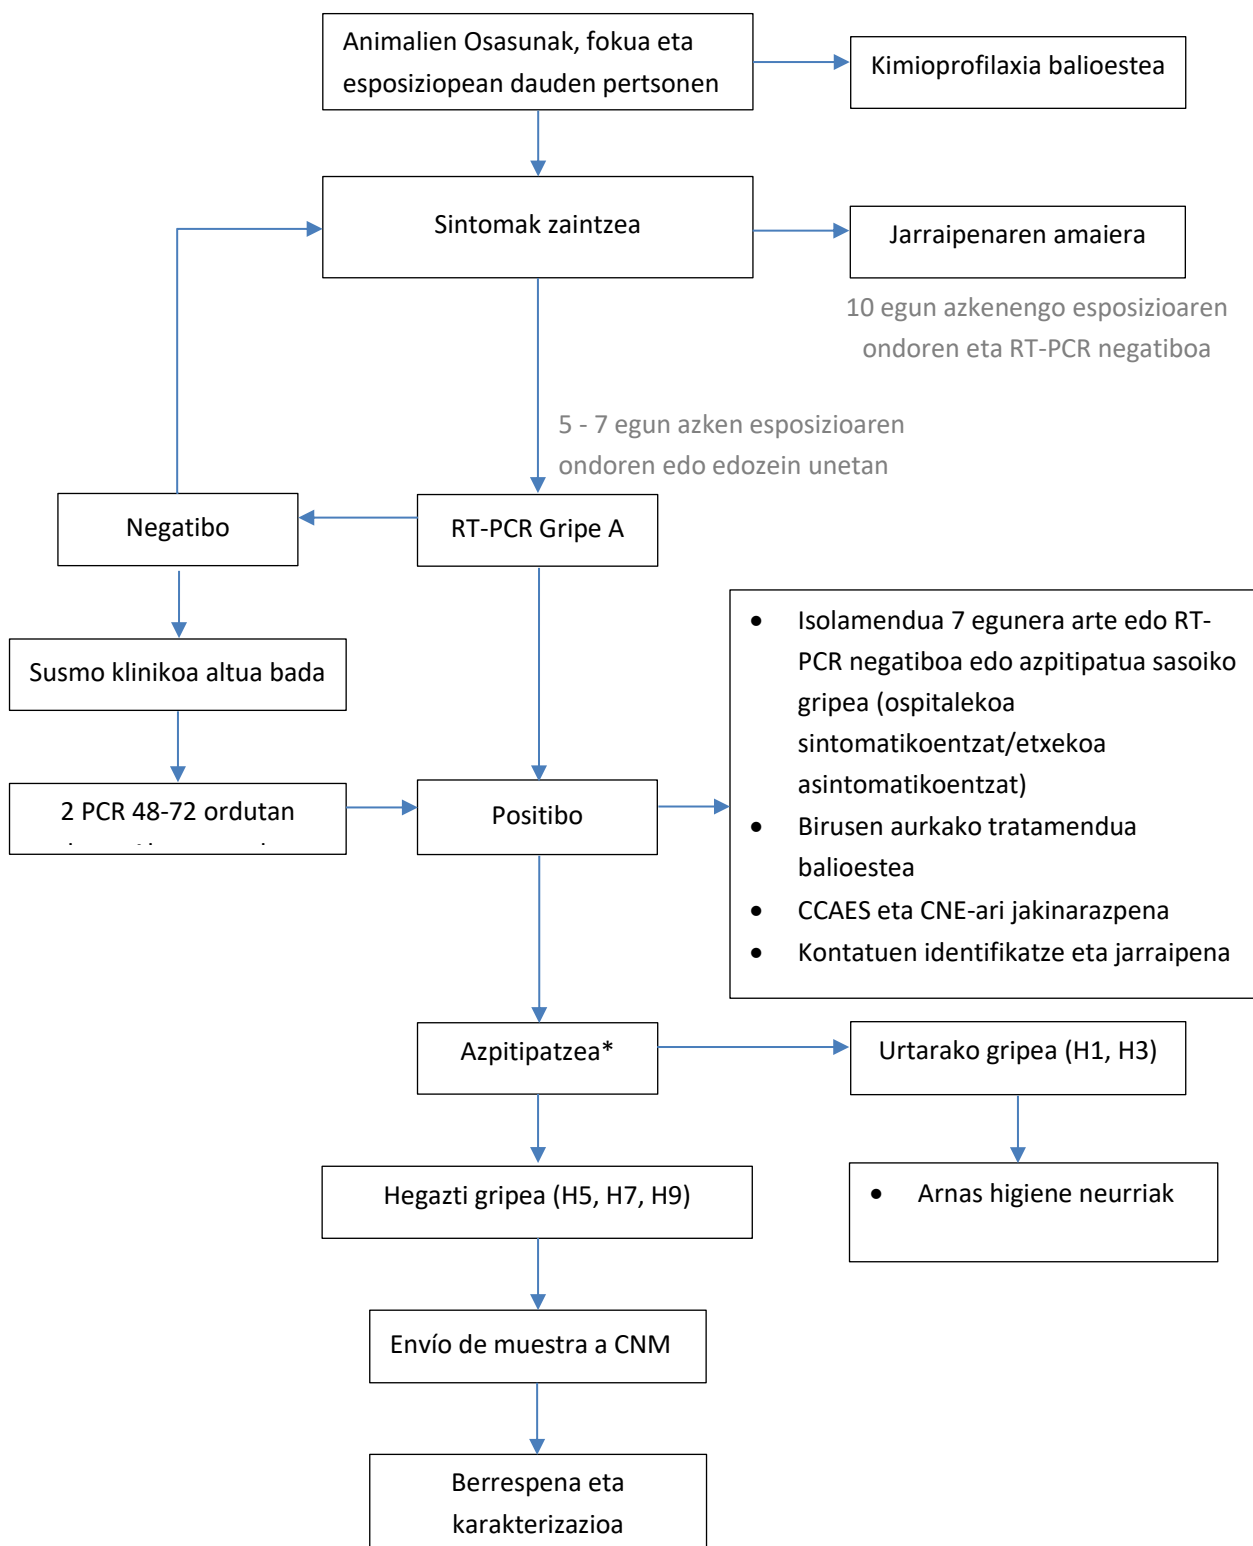 Animalien Osasunak, fokua eta
esposiziopean dauden pertsonen
Kimioprofilaxia balioestea
Sintomak zaintzea
Jarraipenaren amaiera
10 egun azkenengo esposizioaren
ondoren eta RT-PCR negatiboa
5 - 7 egun azken esposizioaren
ondoren edo edozein unetan
Negatibo
RT-PCR Gripe A
Susmo klinikoa altua bada
2 PCR 48-72 ordutan
Positibo
• Isolamendua 7 egunera arte edo RT-
PCR negatiboa edo azpitipatua sasoiko
gripea (ospitalekoa
sintomatikoentzat/etxekoa
asintomatikoentzat)
• Birusen aurkako tratamendua
balioestea
• CCAES eta CNE-ari jakinarazpena
• Kontatuen identifikatze eta jarraipena
Azpitipatzea*
Urtarako gripea (H1, H3)
Hegazti gripea (H5, H7, H9)
• Arnas higiene neurriak
Envío de muestra a CNM
Berrespena eta
karakterizazioa